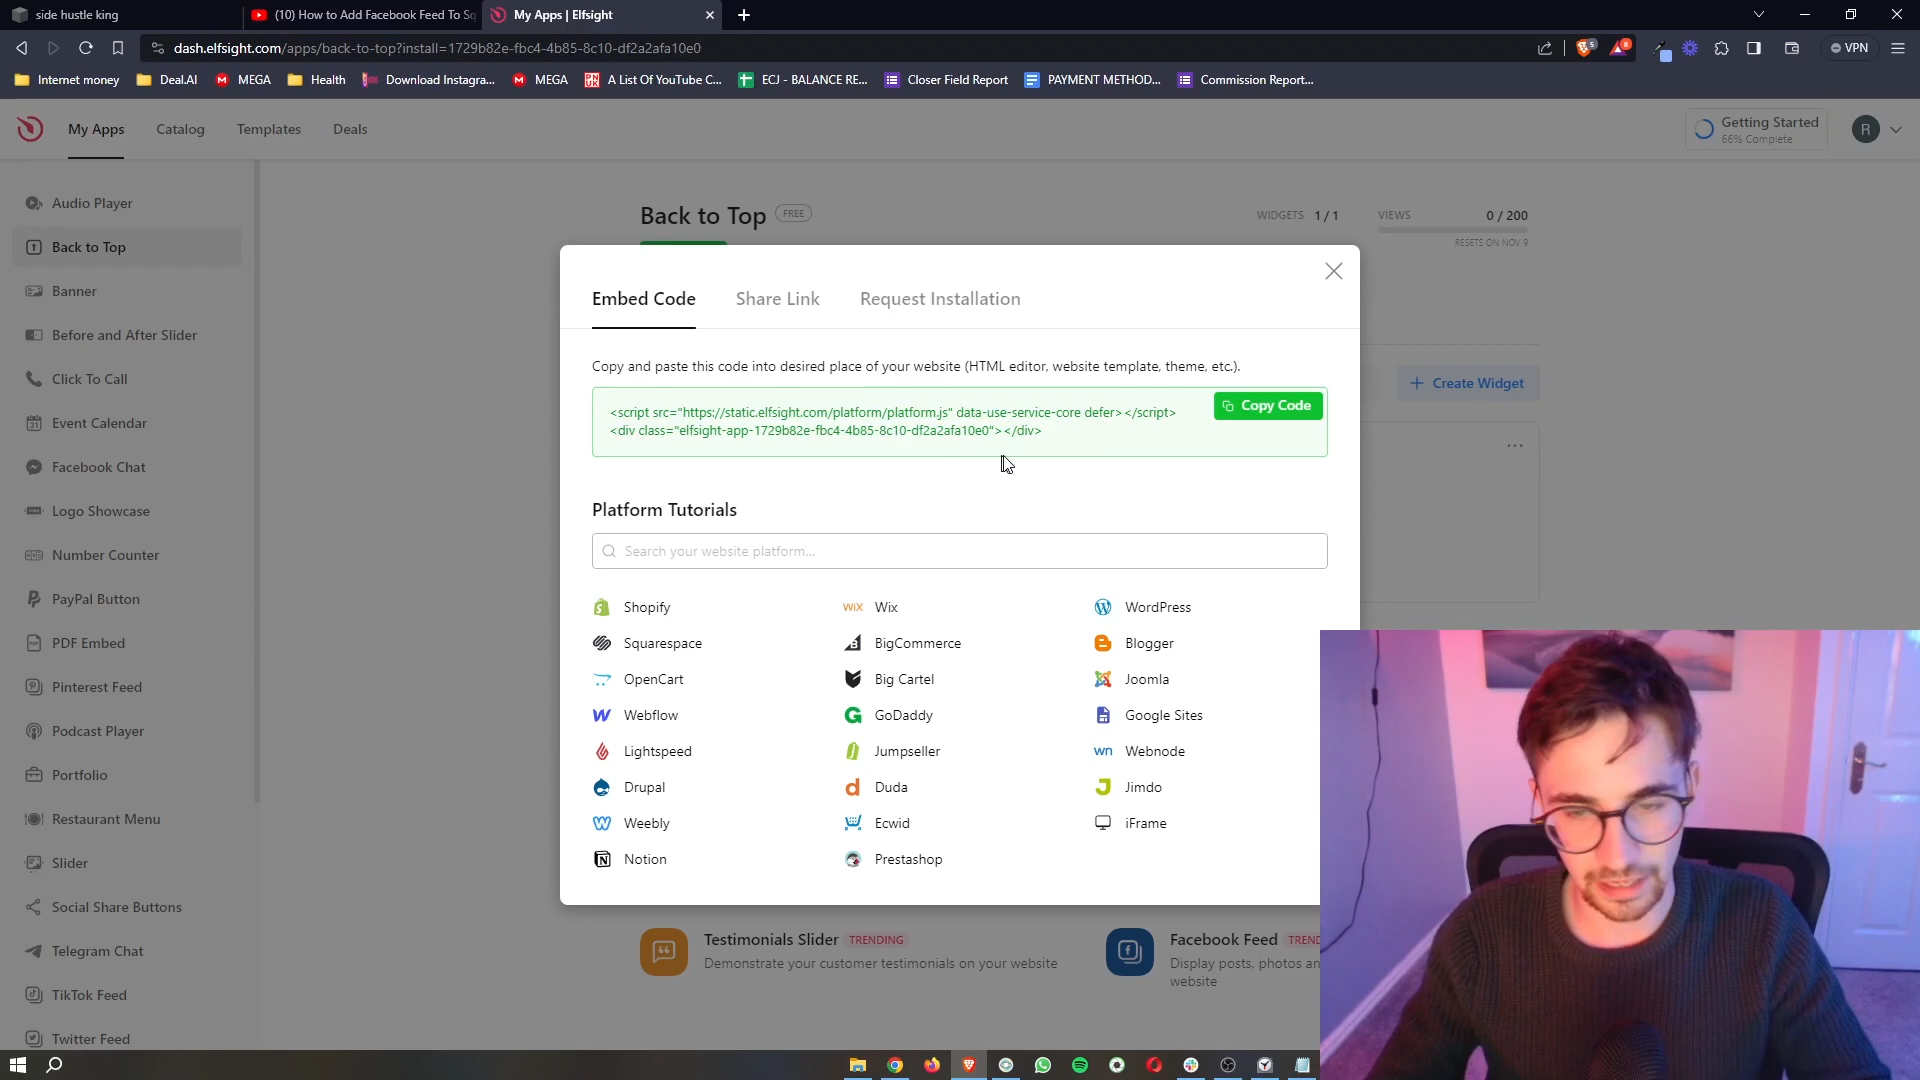 side hustle king
(10) How to Add Facebook Feed To Sq
My Apps | Elfsight
dash.elfsight.com/apps/back-to-top?install=1729b82e-fbc4-4b85-8c10-df2a2afa10e0
5
8
VPN
Internet money
Deal.AI
MEGA
Health
Download Instagra...
MEGA
A List Of YouTube C...
ECJ - BALANCE RE...
Closer Field Report
PAYMENT METHOD...
Commission Report...
My Apps
Catalog
Templates
Deals
Getting Started
66% Complete
R
Audio Player
Back to Top
Banner
Before and After Slider
Click To Call
Event Calendar
Facebook Chat
Logo Showcase
Number Counter
PayPal Button
PDF Embed
Pinterest Feed
Podcast Player
Portfolio
Restaurant Menu
Slider
Social Share Buttons
Telegram Chat
TikTok Feed
Twitter Feed
Back to Top FREE
WIDGETS 1 / 1
VIEWS 0 / 200
RESETS ON NOV 9
+ Create Widget
Embed Code
Share Link
Request Installation
Copy and paste this code into desired place of your website (HTML editor, website template, theme, etc.).
<script src="https://static.elfsight.com/platform/platform.js" data-use-service-core defer></script>
<div class="elfsight-app-1729b82e-fbc4-4b85-8c10-df2a2afa10e0"></div>
Copy Code
Platform Tutorials
Search your website platform...
Shopify
WiX Wix
WordPress
Squarespace
BigCommerce
Blogger
OpenCart
Big Cartel
Joomla
Webflow
GoDaddy
Google Sites
Lightspeed
Jumpseller
wn Webnode
Drupal
Duda
Jimdo
Weebly
Ecwid
iFrame
Notion
Prestashop
Testimonials Slider TRENDING
Demonstrate your customer testimonials on your website
Facebook Feed TREND
Display posts, photos an
website